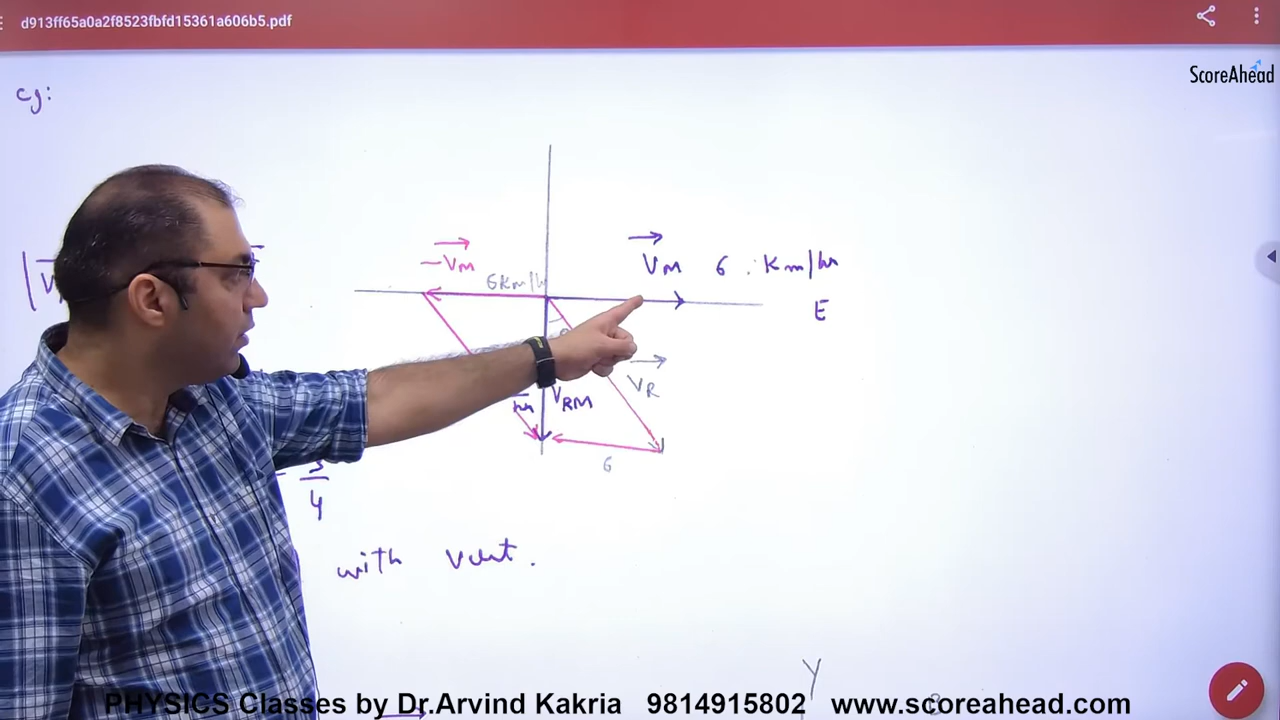 d913ff65a0a2f8523fbfd15361a606b5.pdf
ScoreAhead
eg:
-VM
6Km/h
VM 6 Km/hr
E
VR
VRM
6
3
4
with vert.
Y
PHYSICS Classes by Dr.Arvind Kakria 9814915802 www.scoreahead.com